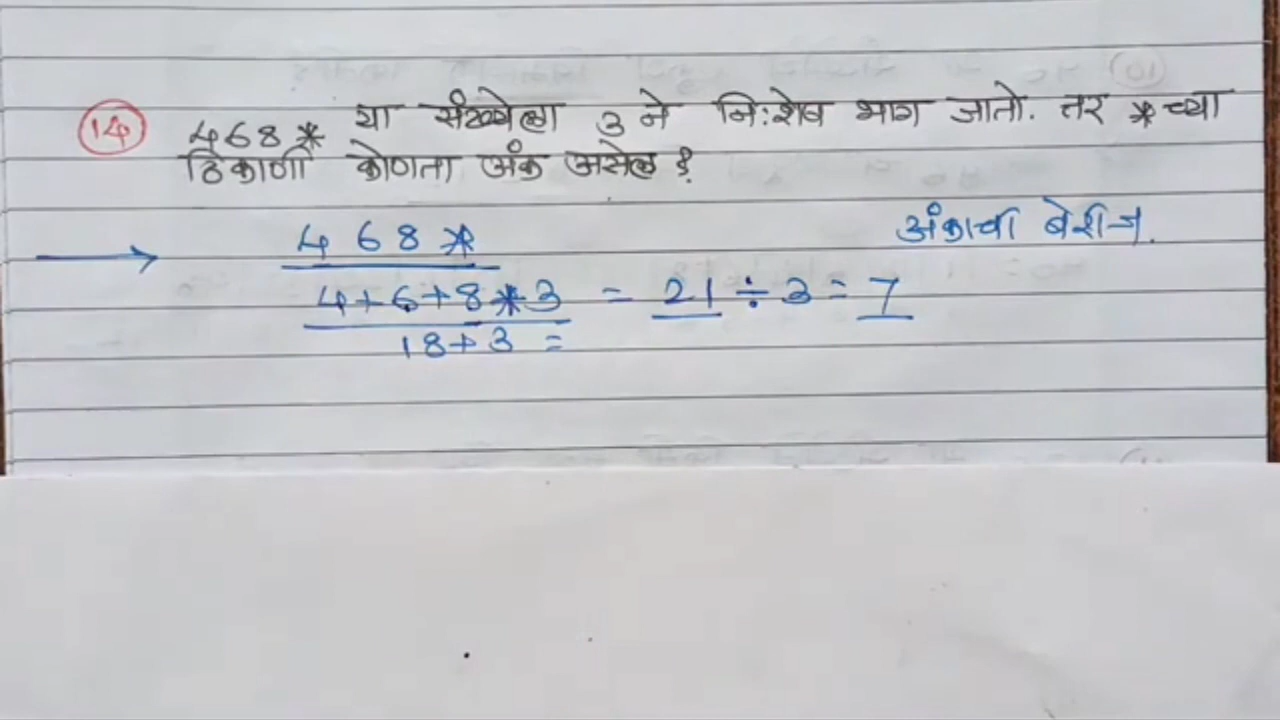 14 468* या संख्येला 3 ने नि:शेष भाग जातो. तर *च्या
ठिकाणी कोणता अंक असेल ?
468* अंकाची बेरीज.
4+6+8*3 = 21 ÷ 3 = 7
18+3 =